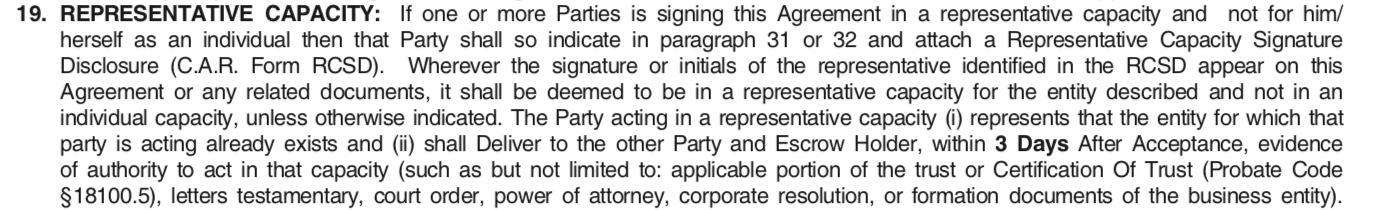 19. REPRESENTATIVE CAPACITY: If one or more Parties is signing this Agreement in a representative capacity and not for him/
herself as an individual then that Party shall so indicate in paragraph 31 or 32 and attach a Representative Capacity Signature
Disclosure (C.A.R. Form RCSD). Wherever the signature or initials of the representative identified in the RCSD appear on this
Agreement or any related documents, it shall be deemed to be in a representative capacity for the entity described and not in an
individual capacity, unless otherwise indicated. The Party acting in a representative capacity (i) represents that the entity for which that
party is acting already exists and (ii) shall Deliver to the other Party and Escrow Holder, within 3 Days After Acceptance, evidence
of authority to act in that capacity (such as but not limited to: applicable portion of the trust or Certification Of Trust (Probate Code
§18100.5), letters testamentary, court order, power of attorney, corporate resolution, or formation documents of the business entity).